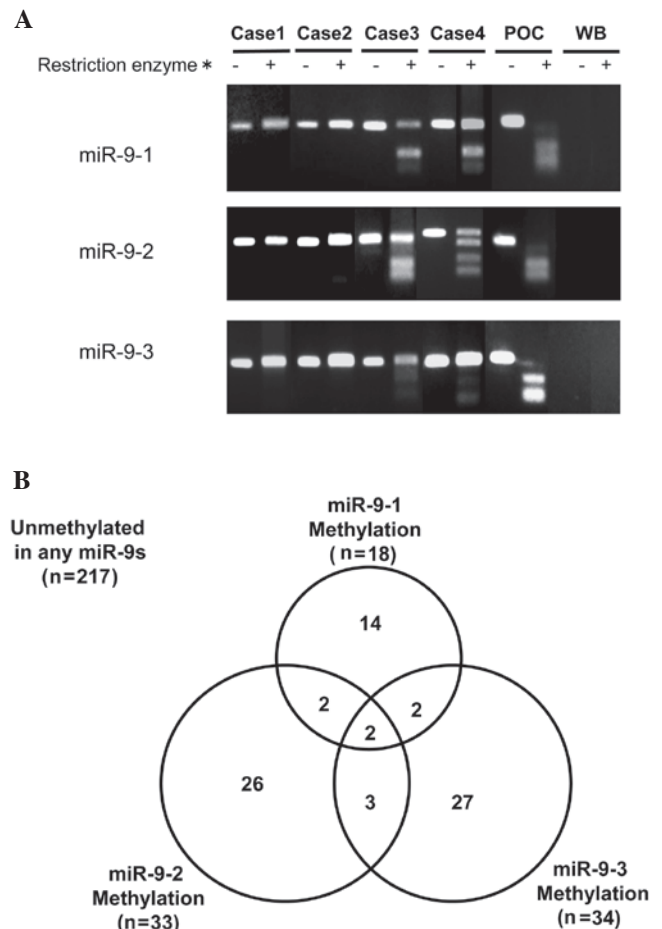 A
Case1 Case2 Case3 Case4 POC WB
Restriction enzyme * - + - + - + - + - + - +
miR-9-1
miR-9-2
miR-9-3
B
Unmethylated
in any miR-9s
(n=217)
miR-9-1
Methylation
( n=18)
14
2
2
2
26
3
27
miR-9-2
Methylation
(n=33)
miR-9-3
Methylation
(n=34)